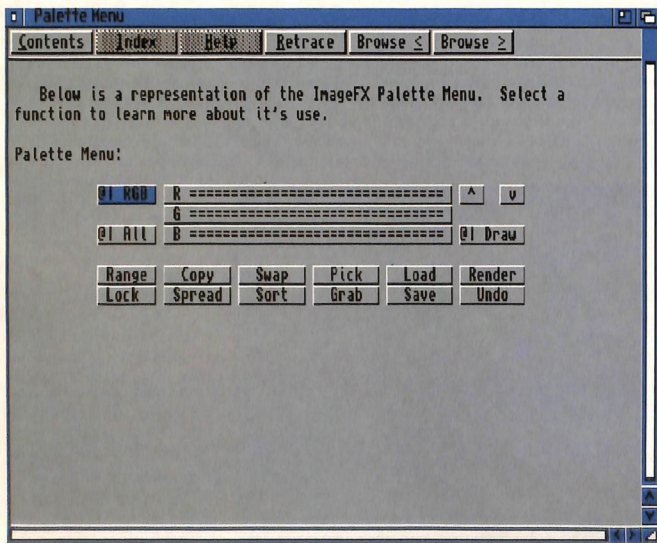 Palette Menu
Contents Index Help Retrace Browse < Browse >
Below is a representation of the ImageFX Palette Menu. Select a
function to learn more about it's use.
Palette Menu:
@| RGB R =============================== ^ v
G ===============================
@| All B =============================== @| Draw
Range Copy Swap Pick Load Render
Lock Spread Sort Grab Save Undo